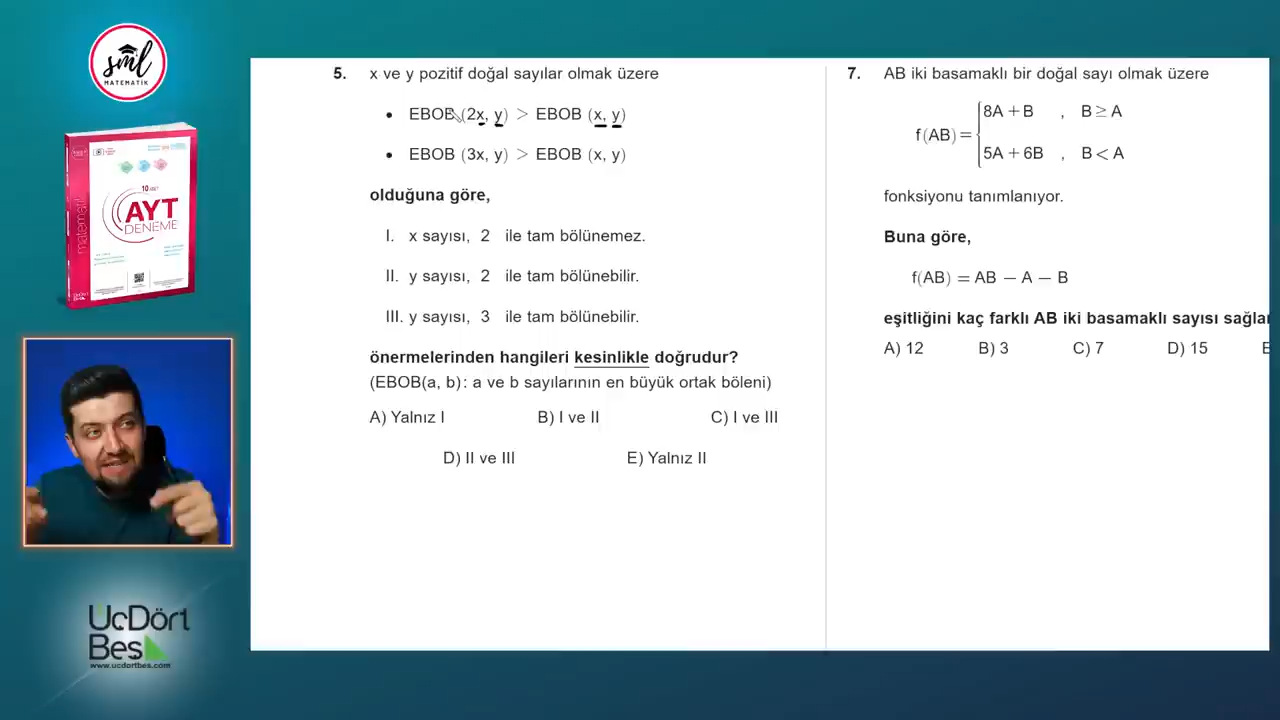 sml
MATEMATİK
10 ADET
AYT
DENEME
matematik
ÜçDört
Beş
www.ucdortbes.com
5. x ve y pozitif doğal sayılar olmak üzere
• EBOB (2x, y) > EBOB (x, y)
• EBOB (3x, y) > EBOB (x, y)
olduğuna göre,
I. x sayısı, 2 ile tam bölünemez.
II. y sayısı, 2 ile tam bölünebilir.
III. y sayısı, 3 ile tam bölünebilir.
önermelerinden hangileri kesinlikle doğrudur?
(EBOB(a, b): a ve b sayılarının en büyük ortak böleni)
A) Yalnız I B) I ve II C) I ve III
D) II ve III E) Yalnız II
7. AB iki basamaklı bir doğal sayı olmak üzere
8A + B , B ≥ A
f(AB) =
5A + 6B , B < A
fonksiyonu tanımlanıyor.
Buna göre,
f(AB) = AB − A − B
eşitliğini kaç farklı AB iki basamaklı sayısı
A) 12 B) 3 C) 7 D) 15